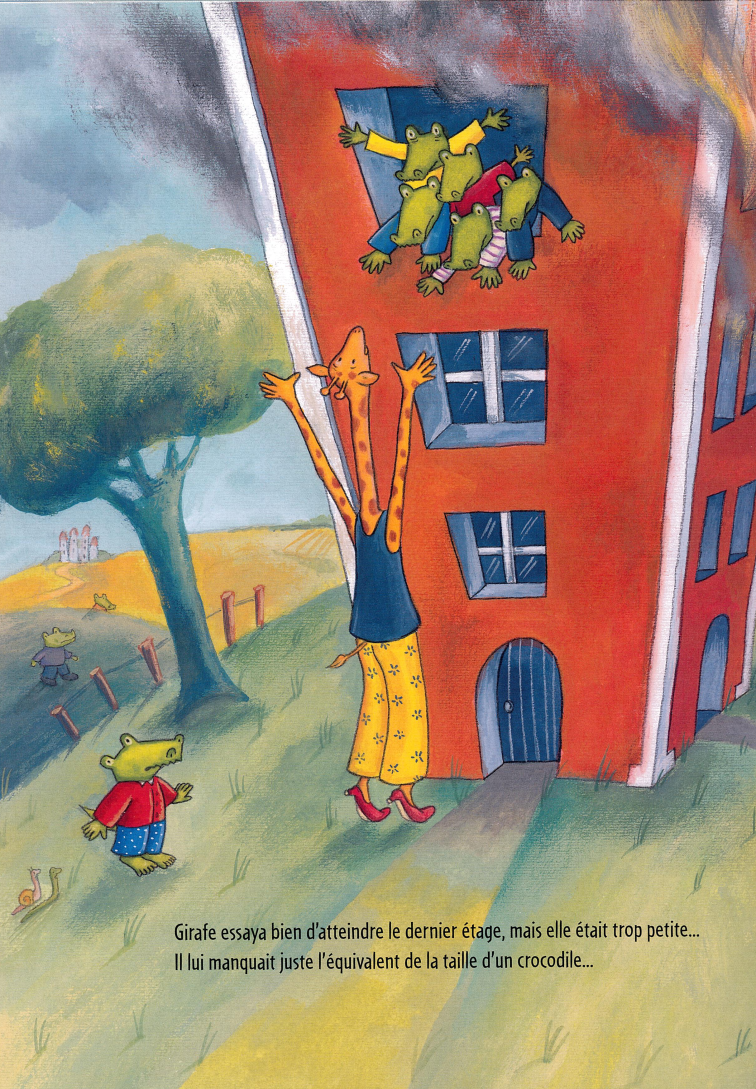 Girafe essaya bien d'atteindre le dernier étage, mais elle était trop petite...
Il lui manquait juste l'équivalent de la taille d'un crocodile...